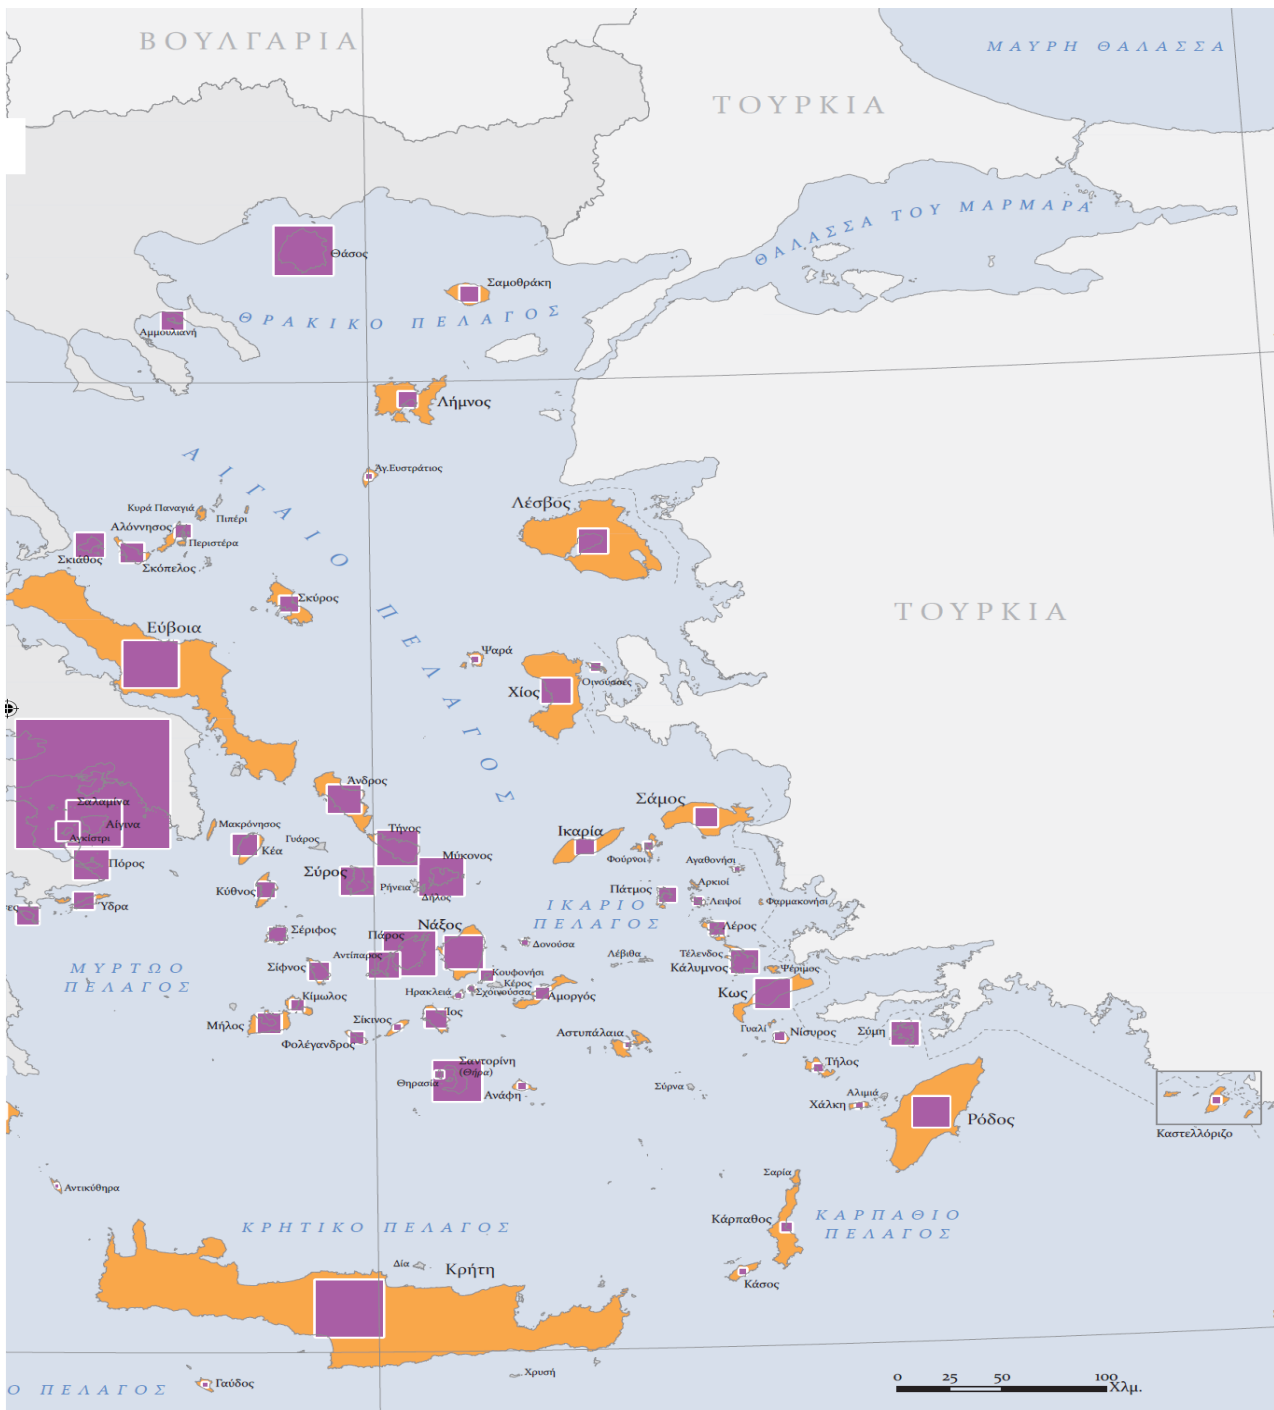 ΒΟΥΛΓΑΡΙΑ
ΜΑΥΡΗ ΘΑΛΑΣΣΑ
ΤΟΥΡΚΙΑ
ΘΑΛΑΣΣΑ ΤΟΥ ΜΑΡΜΑΡΑ
Θάσος
Σαμοθράκη
ΘΡΑΚΙΚΟ ΠΕΛΑΓΟΣ
Αμμουλιανή
Λήμνος
ΑΙΓΑΙΟ ΠΕΛΑΓΟΣ
Άγ.Ευστράτιος
Λέσβος
Κυρά Παναγιά
Πιπέρι
Αλόννησος
Περιστέρα
Σκιάθος
Σκόπελος
Σκύρος
ΤΟΥΡΚΙΑ
Εύβοια
Ψαρά
Οινούσσες
Χίος
Άνδρος
Σαλαμίνα
Σάμος
Αίγινα
Μακρόνησος
Τήνος
Αγκίστρι
Γυάρος
Ικαρία
Κέα
Μύκονος
Φούρνοι
Αγαθονήσι
Πόρος
Σύρος
Ρήνεια
Αρκιοί
Κύθνος
Δήλος
Πάτμος
Λειψοί
Φαρμακονήσι
Ύδρα
τες
ΙΚΑΡΙΟ
ΠΕΛΑΓΟΣ
Νάξος
Λέρος
Σέριφος
Πάρος
Δονούσα
Αντίπαρος
Λέβιθα
Τέλενδος
Σίφνος
Κάλυμνος
Ψέριμος
ΜΥΡΤΩΟ
ΠΕΛΑΓΟΣ
Κουφονήσι
Κέρος
Ηρακλειά
Σχοινούσσα
Αμοργός
Κως
Κίμωλος
Ίος
Μήλος
Σίκινος
Γυαλί
Νίσυρος
Σύμη
Φολέγανδρος
Αστυπάλαια
Σαντορίνη
(Θήρα)
Τήλος
Θηρασία
Ανάφη
Σύρνα
Αλιμιά
Χάλκη
Ρόδος
Καστελλόριζο
Αντικύθηρα
Σαρία
Κάρπαθος
ΚΑΡΠΑΘΙΟ
ΠΕΛΑΓΟΣ
ΚΡΗΤΙΚΟ ΠΕΛΑΓΟΣ
Δία
Κρήτη
Κάσος
Χρυσή
Γαύδος
Ο ΠΕΛΑΓΟΣ
0 25 50 100
Χλμ.